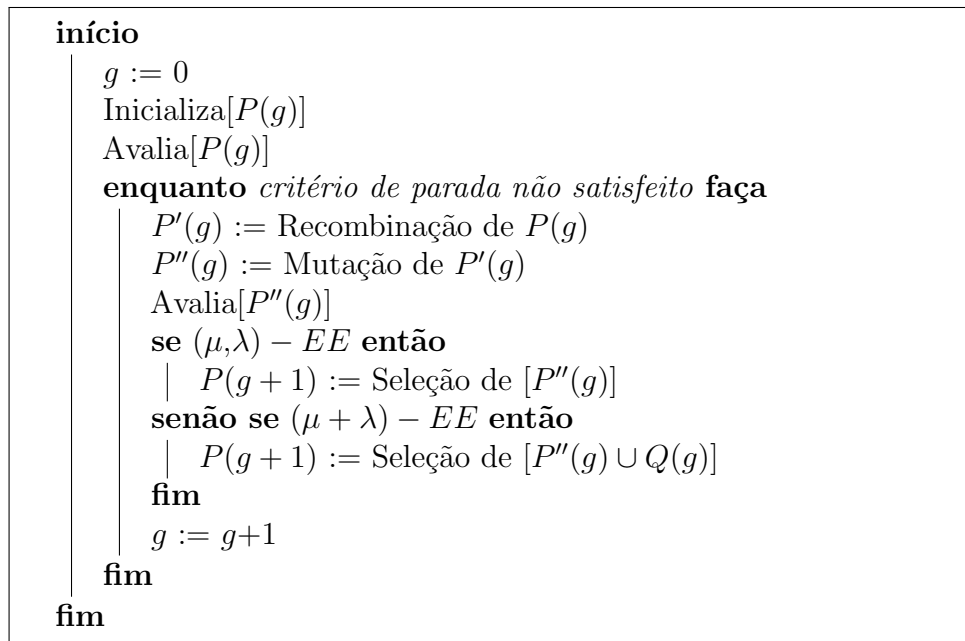 início
g := 0
Inicializa[P(g)]
Avalia[P(g)]
enquanto critério de parada não satisfeito faça
P′(g) := Recombinação de P(g)
P′′(g) := Mutação de P′(g)
Avalia[P′′(g)]
se (μ,λ) − EE então
P(g + 1) := Seleção de [P′′(g)]
senão se (μ + λ) − EE então
P(g + 1) := Seleção de [P′′(g) ∪ Q(g)]
fim
g := g+1
fim
fim